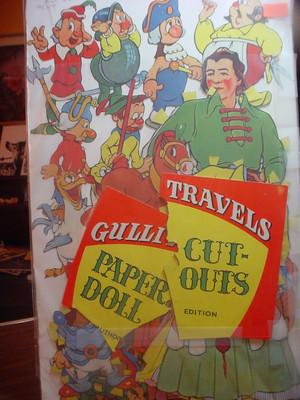 GULLI
TRAVELS
PAPER
DOLL
CUT-
OUTS
EDITION